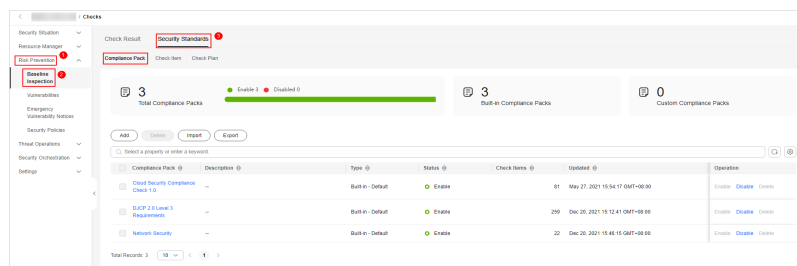 / Checks
Security Situation
Resource Manager
Risk Prevention
1
Baseline
Inspection
2
Vulnerabilities
Emergency
Vulnerability Notices
Security Policies
Threat Operations
Security Orchestration
Settings
Check Result
Security Standards
3
Compliance Pack
Check Item
Check Plan
3
Total Compliance Packs
Enable 3
Disabled 0
3
Built-in Compliance Packs
0
Custom Compliance Packs
Add
Delete
Import
Export
Select a property or enter a keyword.
Compliance Pack
Description
Type
Status
Check Items
Updated
Operation
Cloud Security Compliance
Check 1.0
--
Built-in - Default
Enable
81
May 27, 2021 15:54:17 GMT+08:00
Enable Disable Delete
DJCP 2.0 Level 3
Requirements
--
Built-in - Default
Enable
259
Dec 20, 2021 15:12:41 GMT+08:00
Enable Disable Delete
Network Security
--
Built-in - Default
Enable
22
Dec 20, 2021 15:46:15 GMT+08:00
Enable Disable Delete
Total Records: 3
10
1